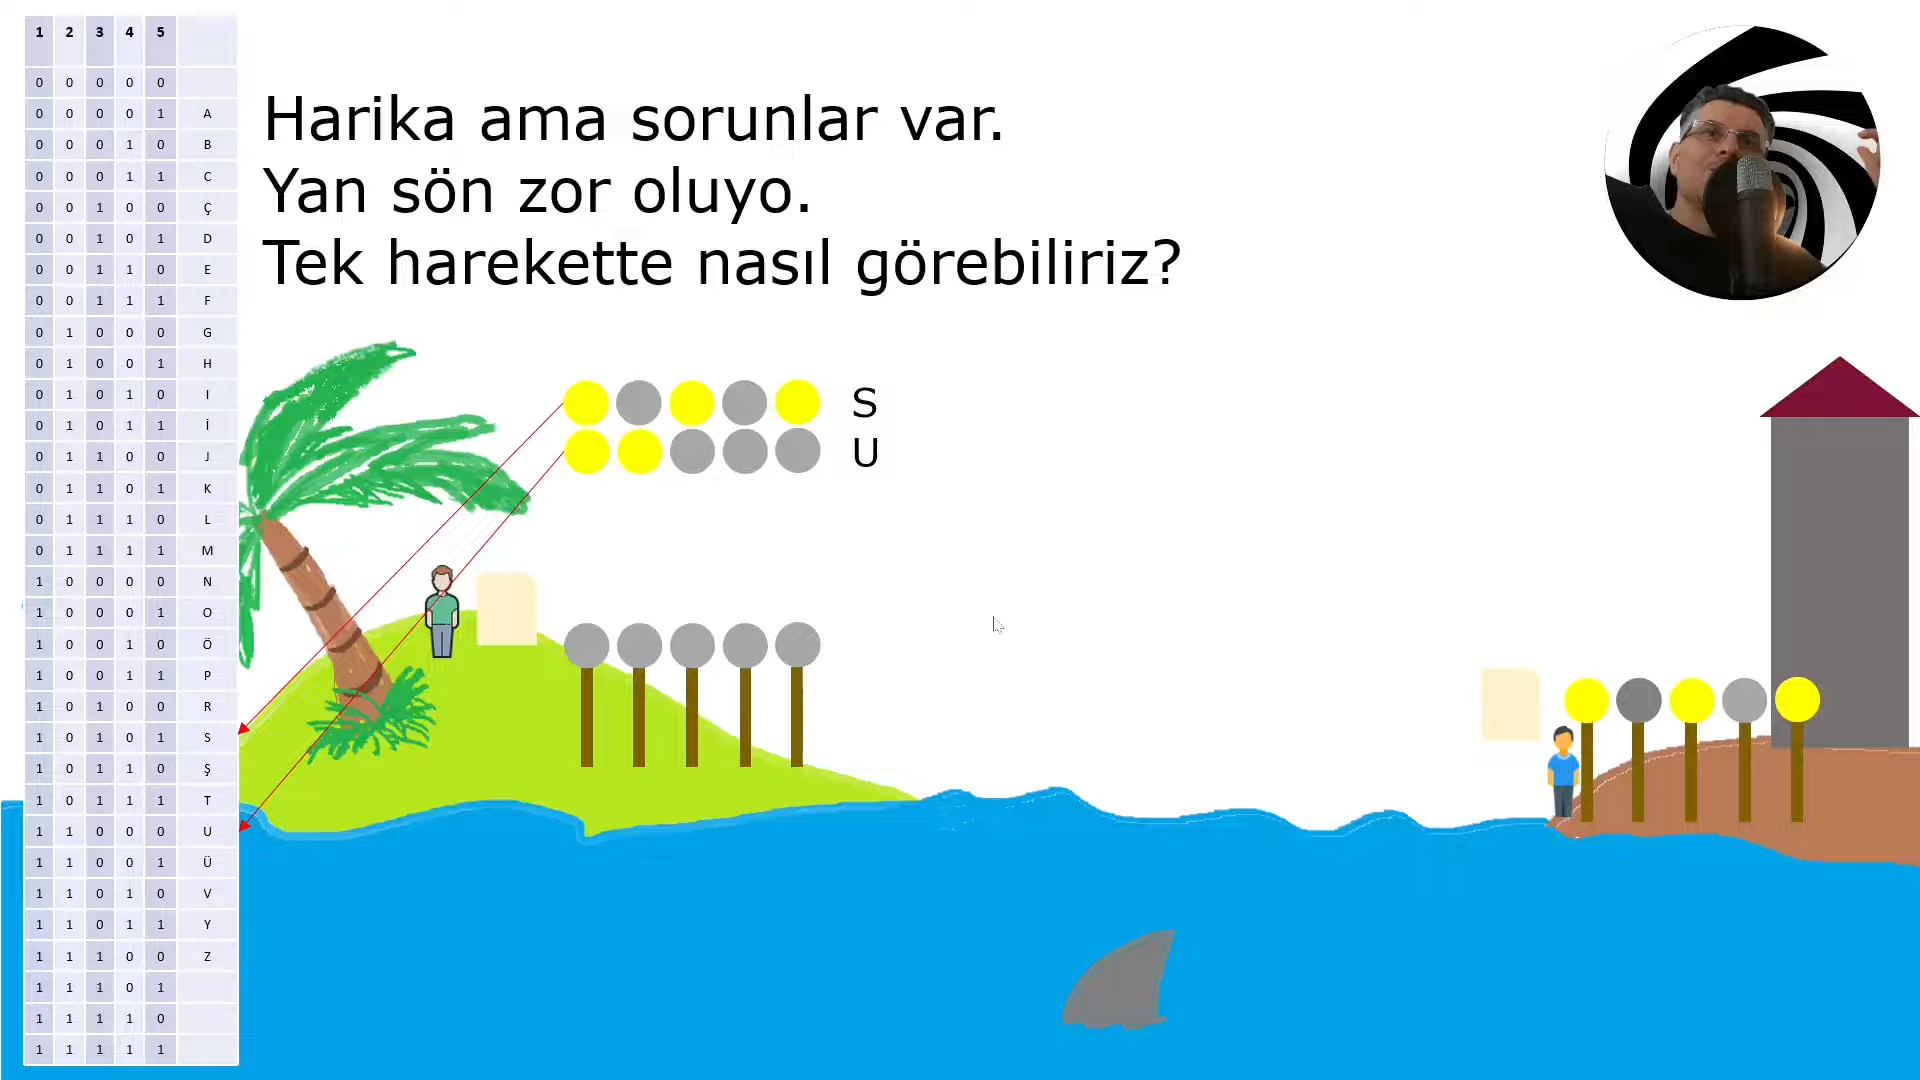 1 2 3 4 5
0 0 0 0 0
0 0 0 0 1 A
0 0 0 1 0 B
0 0 0 1 1 C
0 0 1 0 0 Ç
0 0 1 0 1 D
0 0 1 1 0 E
0 0 1 1 1 F
0 1 0 0 0 G
0 1 0 0 1 H
0 1 0 1 0 I
0 1 0 1 1 İ
0 1 1 0 0 J
0 1 1 0 1 K
0 1 1 1 0 L
0 1 1 1 1 M
1 0 0 0 0 N
1 0 0 0 1 O
1 0 0 1 0 Ö
1 0 0 1 1 P
1 0 1 0 0 R
1 0 1 0 1 S
1 0 1 1 0 Ş
1 0 1 1 1 T
1 1 0 0 0 U
1 1 0 0 1 Ü
1 1 0 1 0 V
1 1 0 1 1 Y
1 1 1 0 0 Z
1 1 1 0 1
1 1 1 1 0
1 1 1 1 1
Harika ama sorunlar var.
Yan sön zor oluyo.
Tek harekette nasıl görebiliriz?
S
U